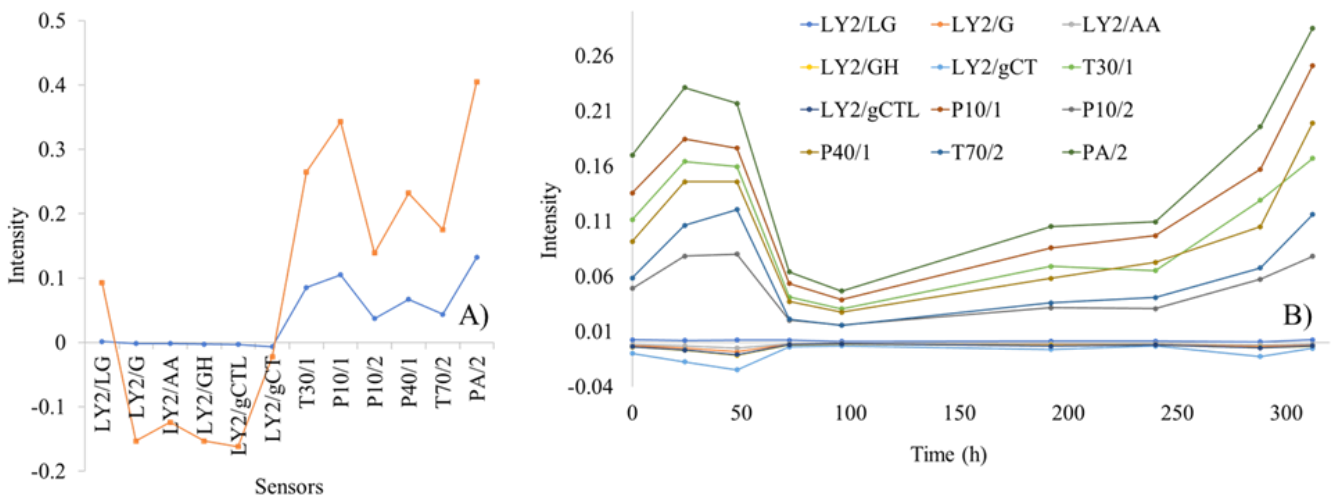 0.5
0.4
0.3
0.2
0.1
0
-0.1
-0.2
Intensity
LY2/LG
LY2/G
LY2/AA
LY2/GH
LY2/gCTL
LY2/gCT
T30/1
P10/1
P10/2
P40/1
T70/2
PA/2
Sensors
A)
LY2/LG LY2/G LY2/AA
LY2/GH LY2/gCT T30/1
LY2/gCTL P10/1 P10/2
P40/1 T70/2 PA/2
0.26
0.21
0.16
0.11
0.06
0.01
-0.04
Intensity
B)
0 50 100 150 200 250 300
Time (h)